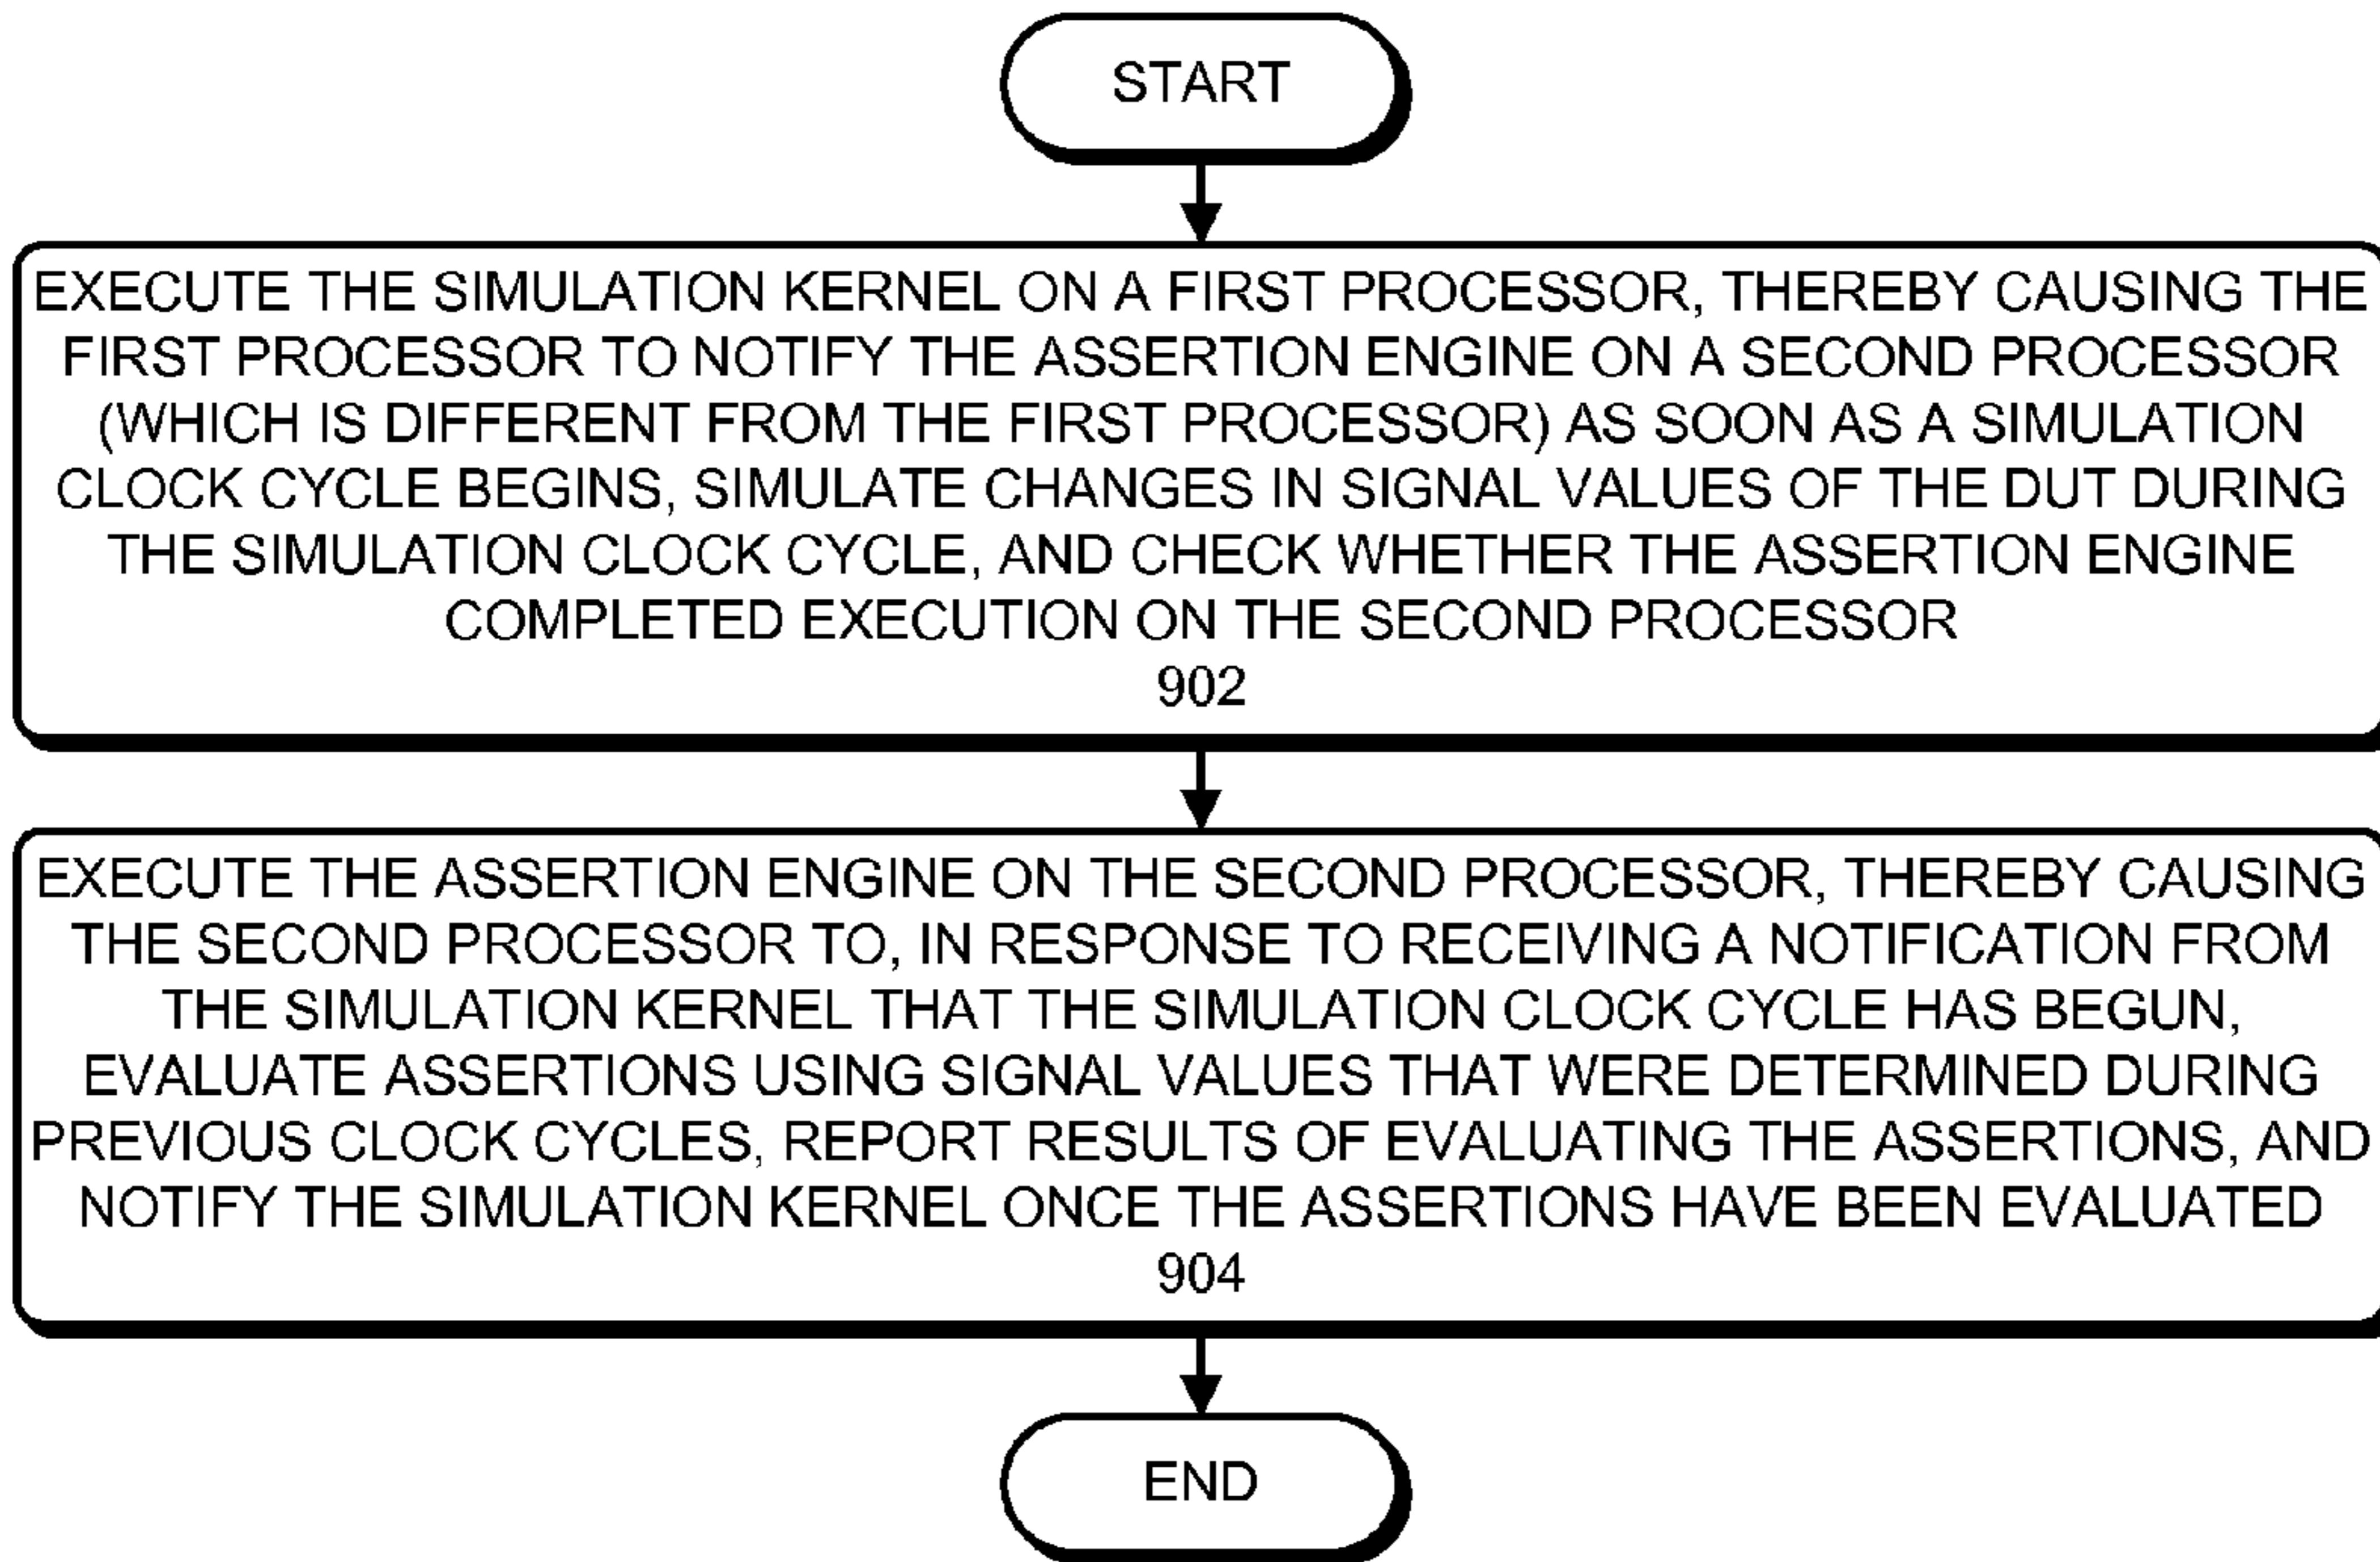 START
EXECUTE THE SIMULATION KERNEL ON A FIRST PROCESSOR, THEREBY CAUSING THE
FIRST PROCESSOR TO NOTIFY THE ASSERTION ENGINE ON A SECOND PROCESSOR
(WHICH IS DIFFERENT FROM THE FIRST PROCESSOR) AS SOON AS A SIMULATION
CLOCK CYCLE BEGINS, SIMULATE CHANGES IN SIGNAL VALUES OF THE DUT DURING
THE SIMULATION CLOCK CYCLE, AND CHECK WHETHER THE ASSERTION ENGINE
COMPLETED EXECUTION ON THE SECOND PROCESSOR
902
EXECUTE THE ASSERTION ENGINE ON THE SECOND PROCESSOR, THEREBY CAUSING
THE SECOND PROCESSOR TO, IN RESPONSE TO RECEIVING A NOTIFICATION FROM
THE SIMULATION KERNEL THAT THE SIMULATION CLOCK CYCLE HAS BEGUN,
EVALUATE ASSERTIONS USING SIGNAL VALUES THAT WERE DETERMINED DURING
PREVIOUS CLOCK CYCLES, REPORT RESULTS OF EVALUATING THE ASSERTIONS, AND
NOTIFY THE SIMULATION KERNEL ONCE THE ASSERTIONS HAVE BEEN EVALUATED
904
END